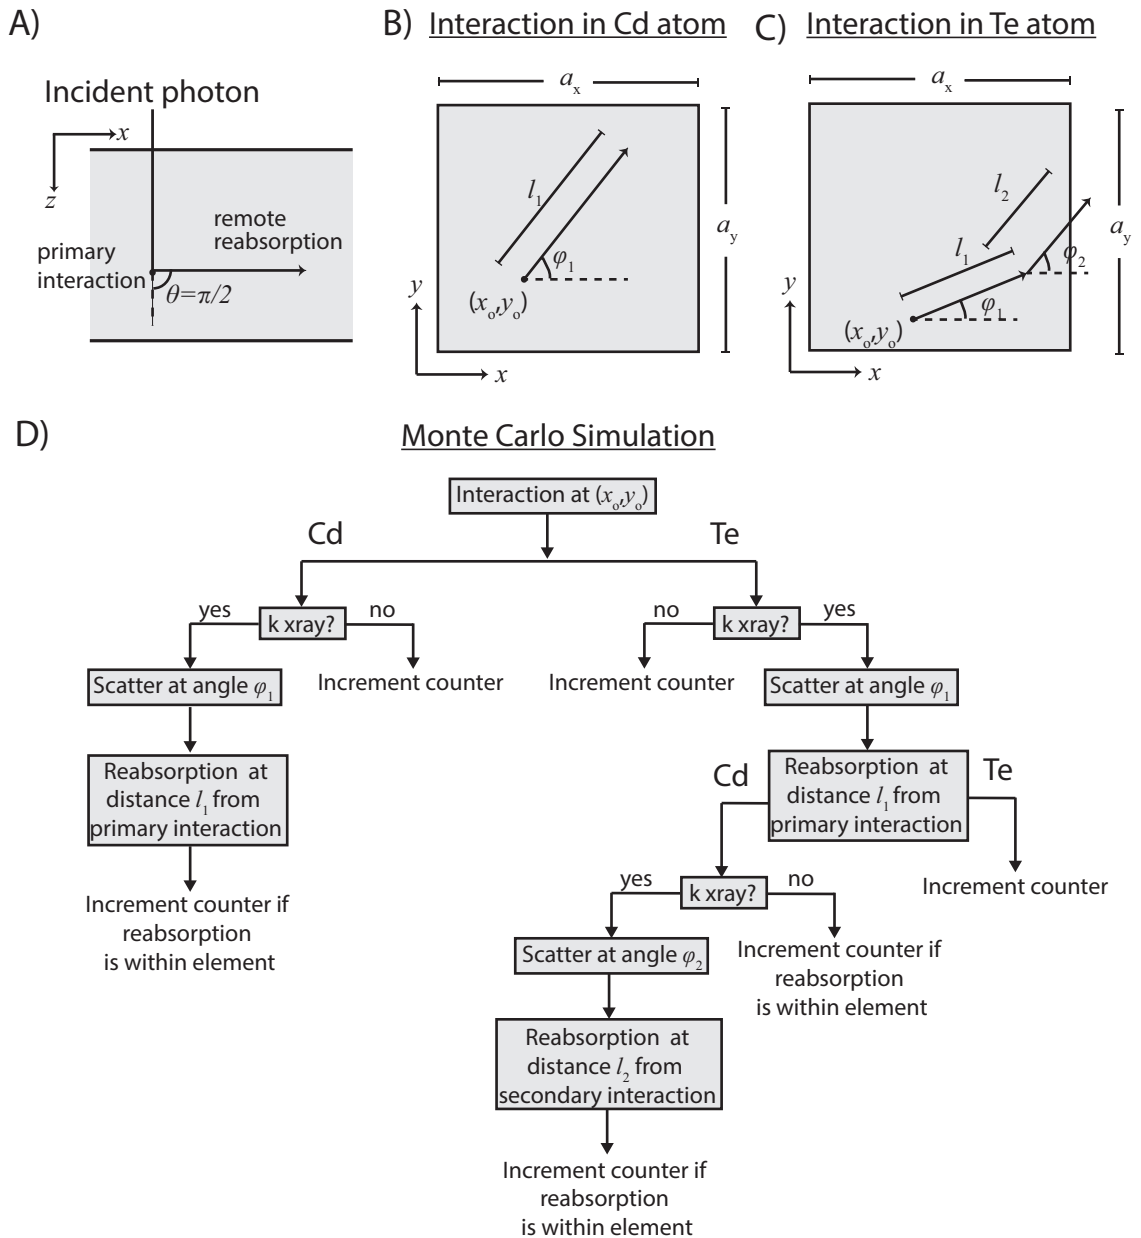 A)
Incident photon
x
z
remote
reabsorption
primary
interaction
θ=π/2
B) Interaction in Cd atom
a_x
l_1
φ_1
(x_o,y_o)
a_y
y
x
C) Interaction in Te atom
a_x
l_2
l_1
φ_2
φ_1
(x_o,y_o)
a_y
y
x
D) Monte Carlo Simulation
Interaction at (x_o,y_o)
Cd
Te
yes
k xray?
no
no
k xray?
yes
Scatter at angle φ_1
Increment counter
Increment counter
Scatter at angle φ_1
Reabsorption at
distance l_1 from
primary interaction
Cd
Reabsorption at
distance l_1 from
primary interaction
Te
Increment counter if
reabsorption
is within element
yes
k xray?
no
Increment counter
Scatter at angle φ_2
Increment counter if
reabsorption
is within element
Reabsorption at
distance l_2 from
secondary interaction
Increment counter if
reabsorption
is within element